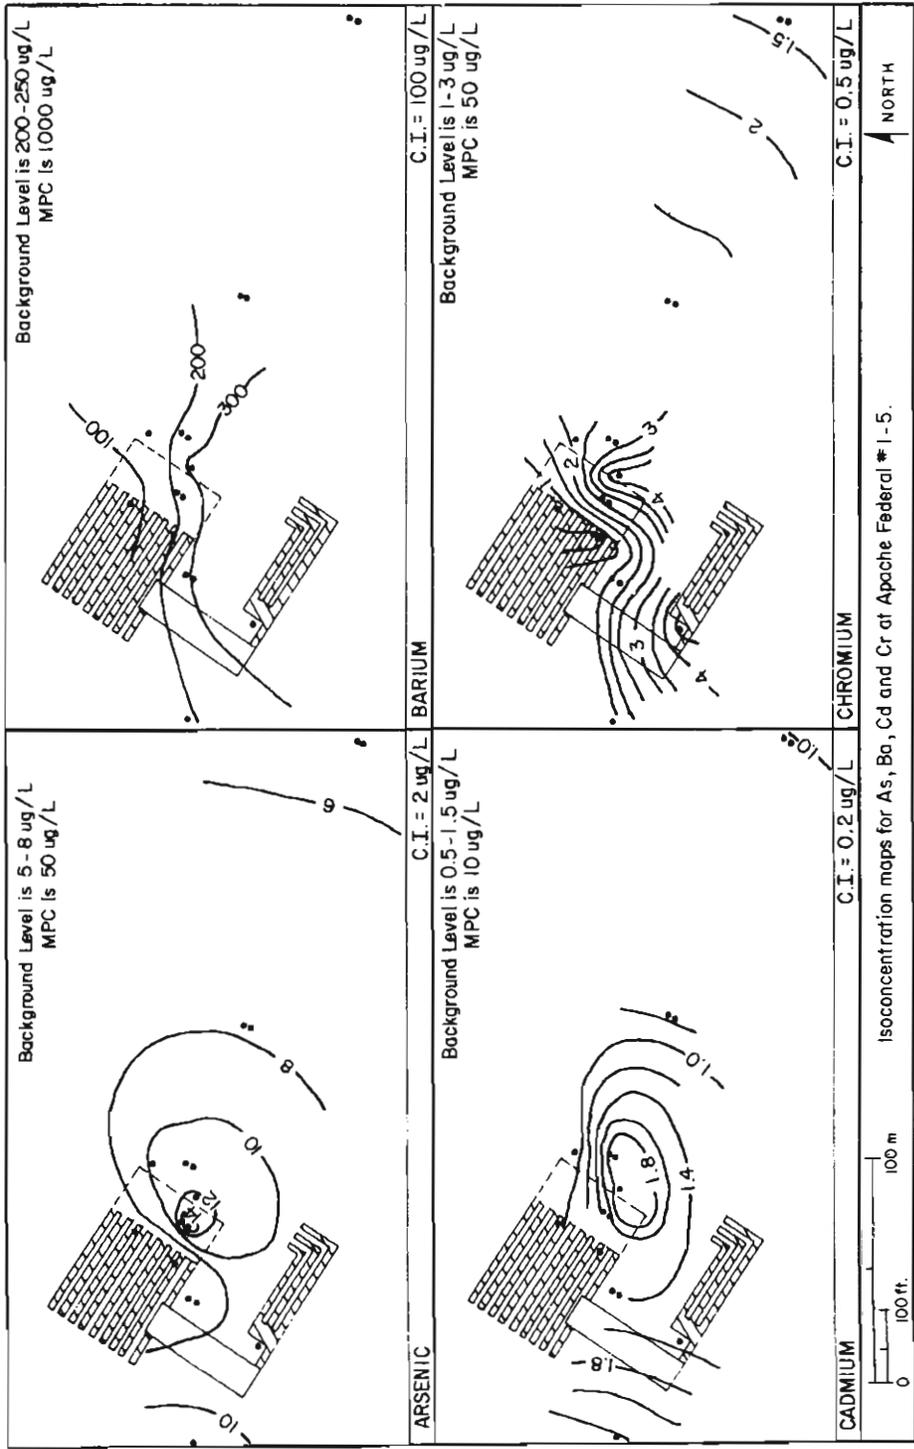 Background Level is 5-8 ug/L
MPC Is 50 ug/L
10
8
10
12
14
6
ARSENIC
C.I. = 2 ug/L
Background Level is 200-250 ug/L
MPC Is 1000 ug/L
100
200
300
BARIUM
C.I. = 100 ug/L
Background Level is 0.5-1.5 ug/L
MPC is 10 ug/L
1.8
1.8
1.4
1.0
1.0
CADMIUM
C.I. = 0.2 ug/L
Background Level is 1-3 ug/L
MPC is 50 ug/L
2
3
4
3
4
2
1.5
CHROMIUM
C.I. = 0.5 ug/L
0
100 ft.
100 m
NORTH
Isoconcentration maps for As, Ba, Cd and Cr at Apache Federal # 1-5.